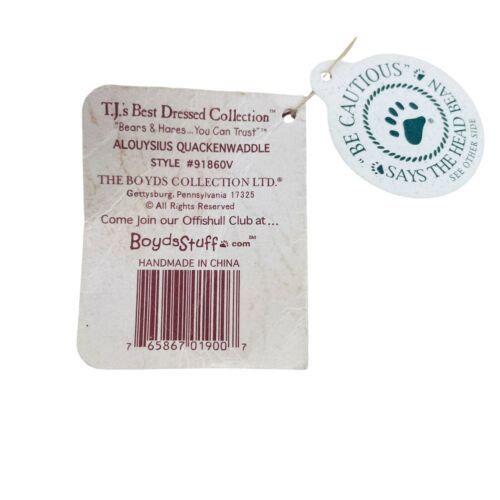 T.J.'s Best Dressed Collection™
"Bears & Hares...You Can Trust"™
ALOUYSIUS QUACKENWADDLE
STYLE #91860V
THE BOYDS COLLECTION LTD.®
Gettysburg, Pennsylvania 17325
© All Rights Reserved
Come Join our Offishull Club at...
BoydsStuff.com™
HANDMADE IN CHINA
7 65867 01900 7
"BE CAUTIOUS"
SAYS THE HEAD BEAN
SEE OTHER SIDE